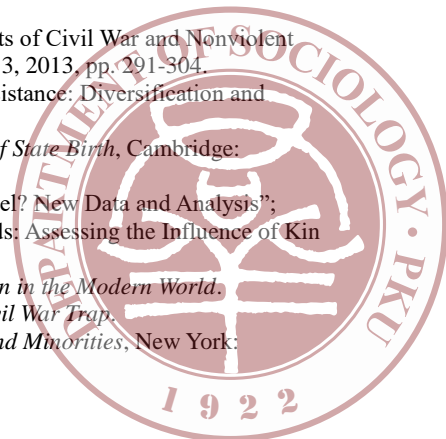 ts of Civil War and Nonviolent
3, 2013, pp. 291-304.
istance: Diversification and
of State Birth, Cambridge:
el? New Data and Analysis”;
ls: Assessing the Influence of Kin
n in the Modern World.
vil War Trap.
nd Minorities, New York:
DEPARTMENT OF SOCIOLOGY · PKU
1922